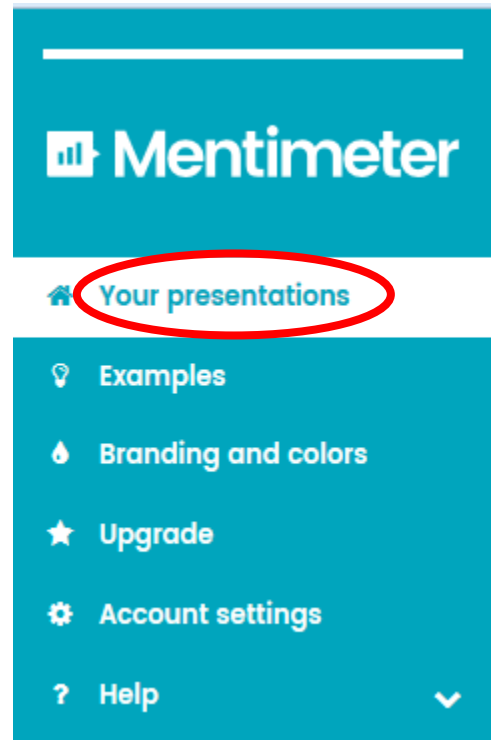 Mentimeter
Your presentations
Examples
Branding and colors
Upgrade
Account settings
? Help